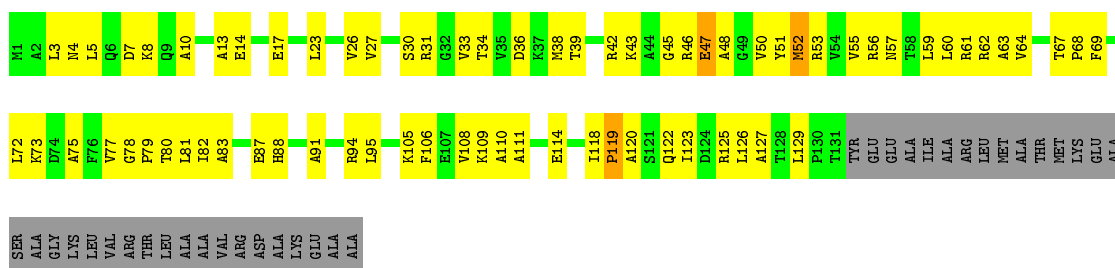 M1 A2 L3 N4 L5 Q6 D7 K8 Q9 A10 A13 E14 E17 L23 V26 V27 S30 R31 G32 V33 T34 V35 D36 K37 M38 T39 R42 K43 A44 G45 R46 E47 A48 G49 V50 Y51 M52 R53 V54 V55 R56 N57 T58 L59 L60 R61 R62 A63 V64 T67 P68 F69
L72 K73 D74 A75 F76 V77 G78 P79 T80 L81 I82 A83 E87 H88 A91 R94 L95 K105 F106 E107 V108 K109 A110 A111 E114 I118 P119 A120 S121 Q122 I123 D124 R125 L126 A127 T128 L129 P130 T131 TYR GLU GLU ALA ILE ALA ARG LEU MET ALA THR MET LYS GLU ALA
SER ALA GLY LYS LEU VAL ARG THR LEU ALA ALA VAL ARG ASP ALA LYS GLU ALA ALA